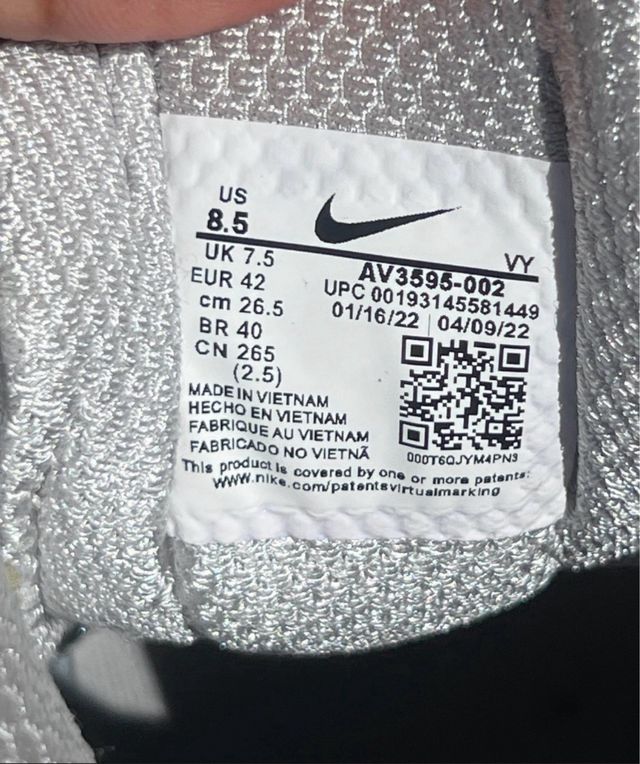 US
8.5
UK 7.5
EUR 42
cm 26.5
BR 40
CN 265
(2.5)
VY
AV3595-002
UPC 00193145581449
01/16/22 | 04/09/22
000T6QJYM4PN9
MADE IN VIETNAM
HECHO EN VIETNAM
FABRIQUE AU VIETNAM
FABRICADO NO VIETNÃ
This product is covered by one or more patents:
www.nike.com/patentsvirtualmarking